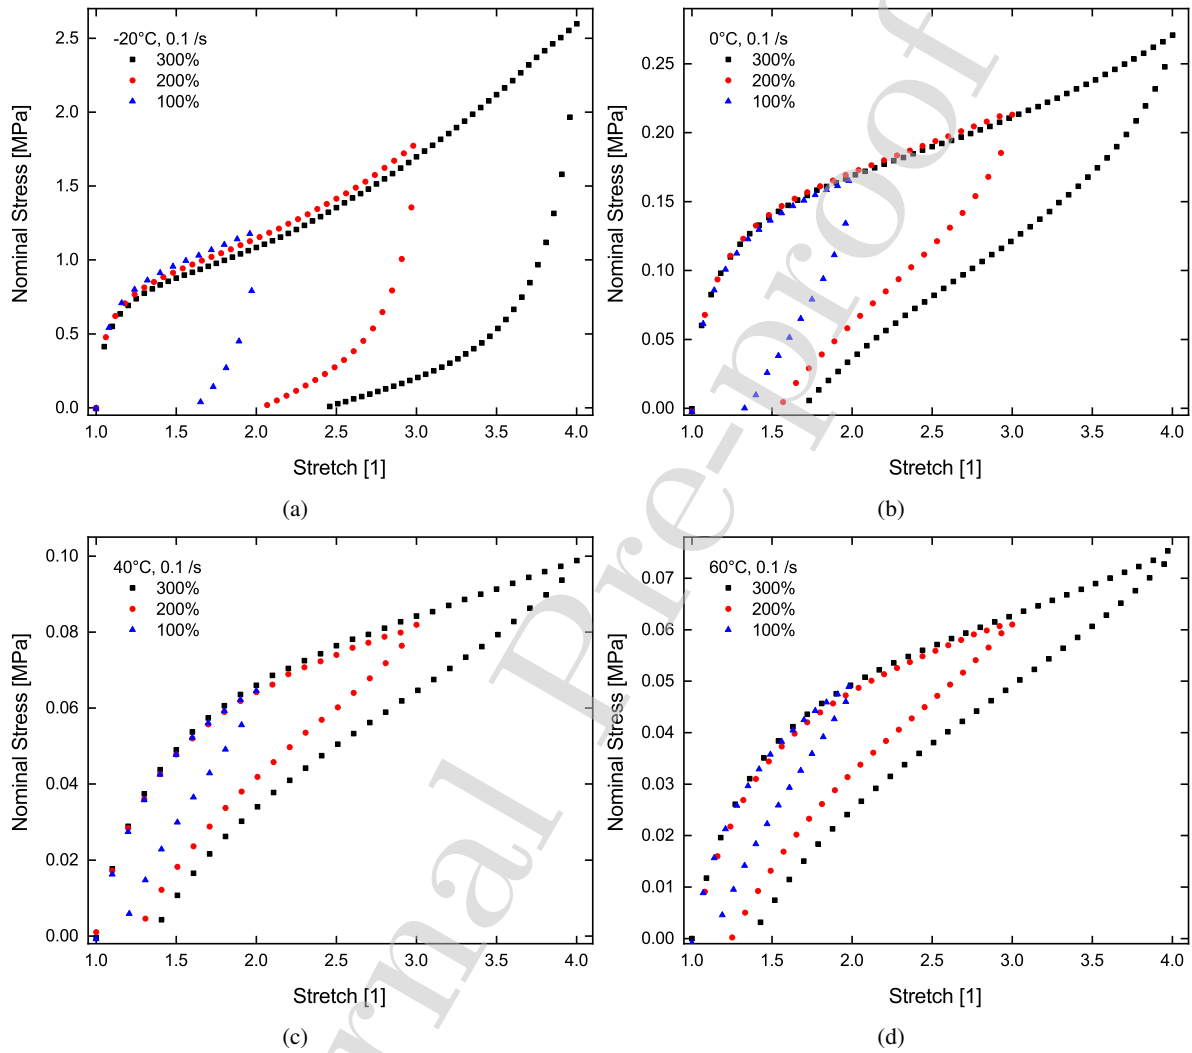 -20°C, 0.1 /s
300%
200%
100%
2.5
2.0
1.5
1.0
0.5
0.0
Nominal Stress [MPa]
1.0 1.5 2.0 2.5 3.0 3.5 4.0
Stretch [1]
(a)
0°C, 0.1 /s
300%
200%
100%
0.25
0.20
0.15
0.10
0.05
0.00
Nominal Stress [MPa]
1.0 1.5 2.0 2.5 3.0 3.5 4.0
Stretch [1]
(b)
40°C, 0.1 /s
300%
200%
100%
0.10
0.08
0.06
0.04
0.02
0.00
Nominal Stress [MPa]
1.0 1.5 2.0 2.5 3.0 3.5 4.0
Stretch [1]
(c)
60°C, 0.1 /s
300%
200%
100%
0.07
0.06
0.05
0.04
0.03
0.02
0.01
0.00
Nominal Stress [MPa]
1.0 1.5 2.0 2.5 3.0 3.5 4.0
Stretch [1]
(d)
rnal Pre-proof